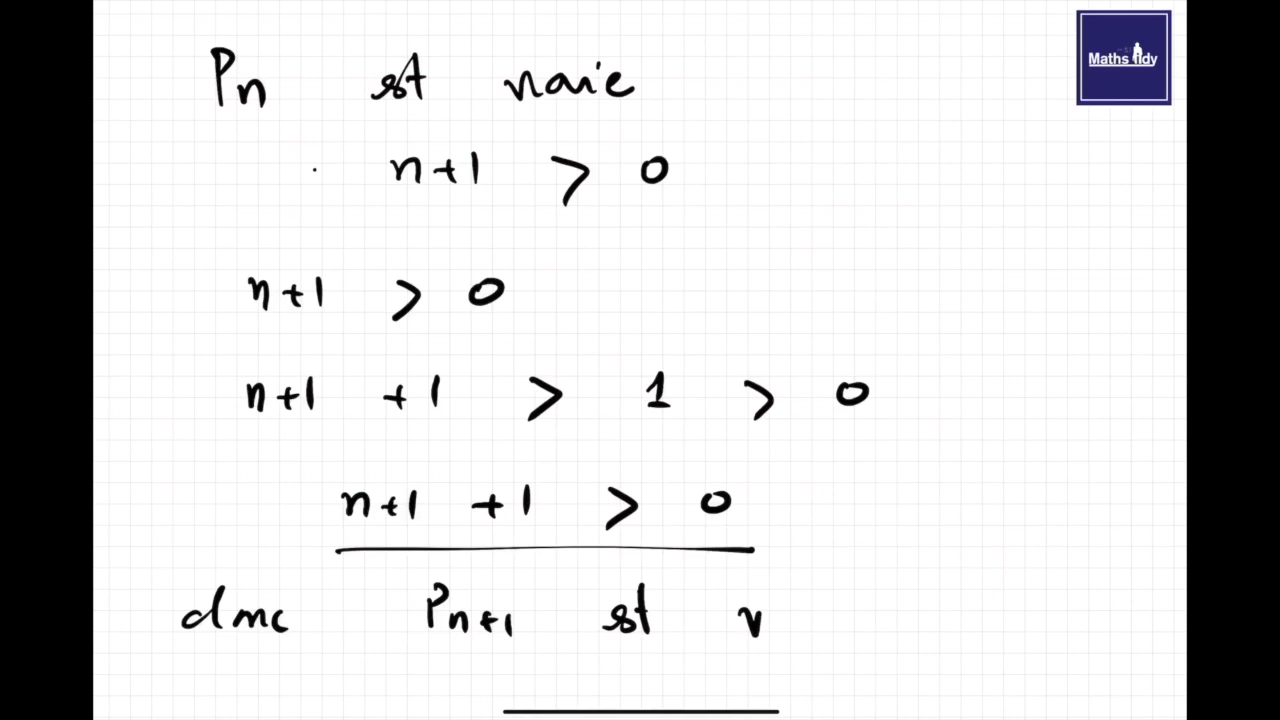 Pn est vraie
Maths tidy
n+1 > 0
n+1 > 0
n+1 +1 > 1 > 0
n+1 +1 > 0
donc Pn+1 est v